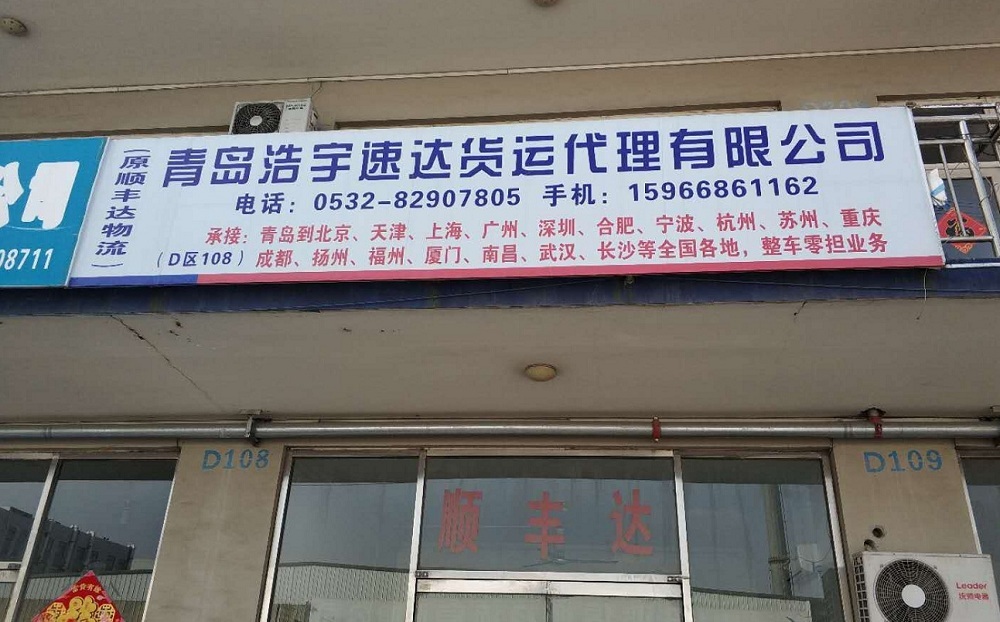 （原顺丰达物流）
青岛浩宇速达货运代理有限公司
电话：0532-82907805 手机：15966861162
承接：青岛到北京、天津、上海、广州、深圳、合肥、宁波、杭州、苏州、重庆
（D区108）成都、扬州、福州、厦门、南昌、武汉、长沙等全国各地，整车零担业务
08711
D108
D109
顺丰达
Leader